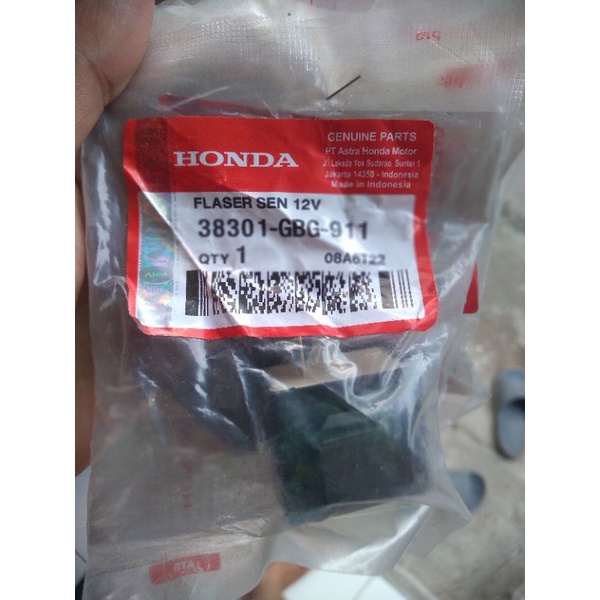 GENUINE PARTS
PT Astra Honda Motor
Jl Laksda Yos Sudarso, Sunter 1
Jakarta 14350 - Indonesia
Made in Indonesia
HONDA
FLASER SEN 12V
38301-GBG-911
QTY 1
08A6T22